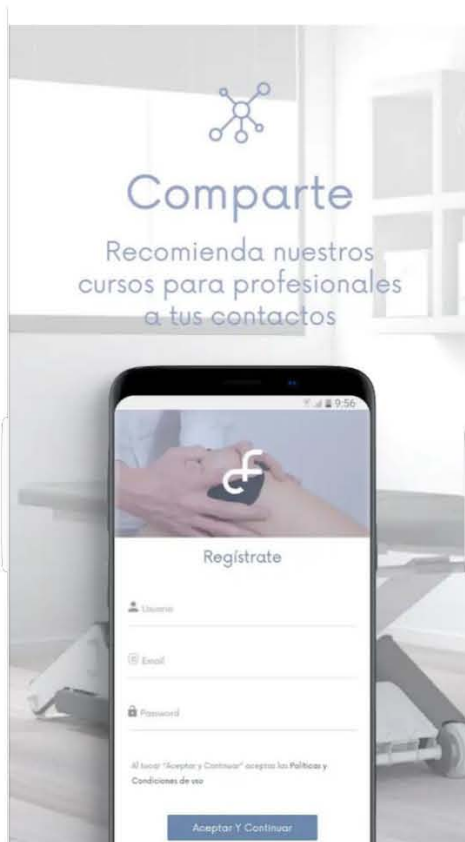 Comparte
Recomienda nuestros
cursos para profesionales
a tus contactos
9:56
cf
Regístrate
Usuario
Email
Password
Al tocar "Aceptar y Continuar" aceptas las Políticas y
Condiciones de uso
Aceptar Y Continuar